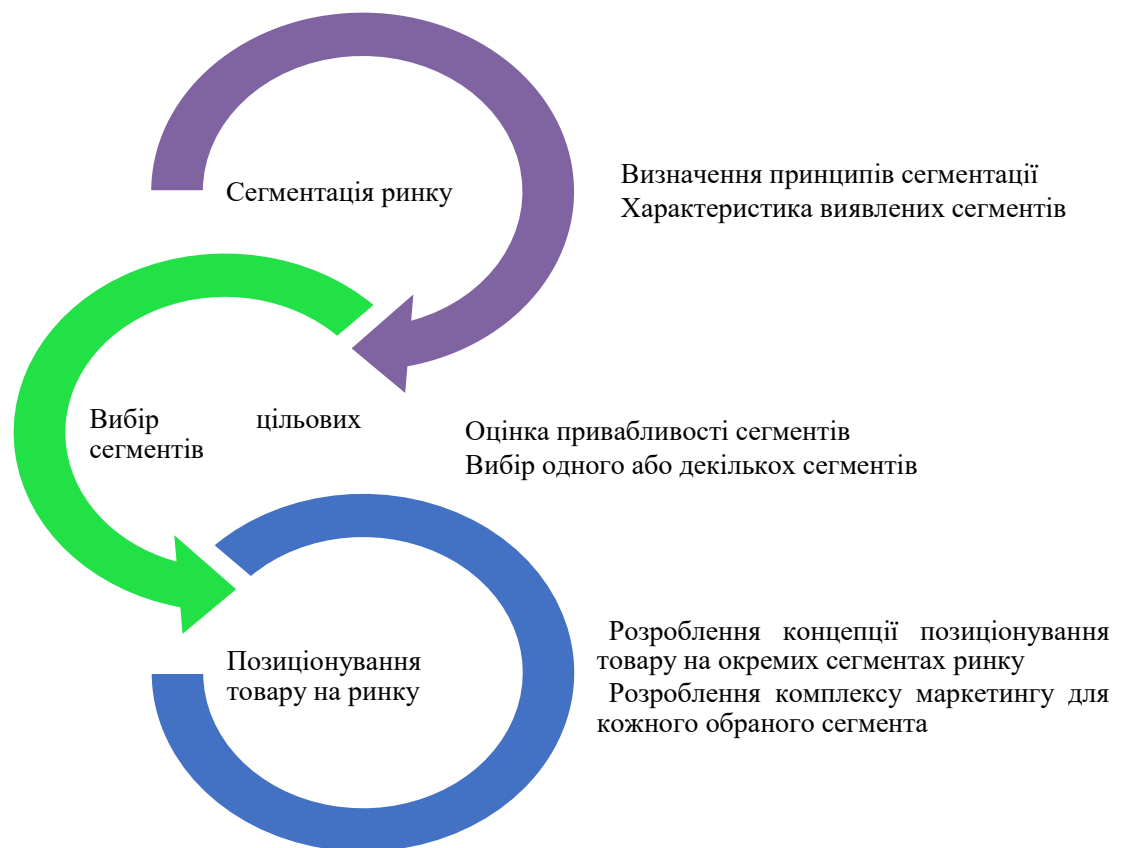 Сегментація ринку
Визначення принципів сегментації
Характеристика виявлених сегментів
Вибір цільових
сегментів
Оцінка привабливості сегментів
Вибір одного або декількох сегментів
Позиціонування
товару на ринку
Розроблення концепції позиціонування
товару на окремих сегментах ринку
Розроблення комплексу маркетингу для
кожного обраного сегмента